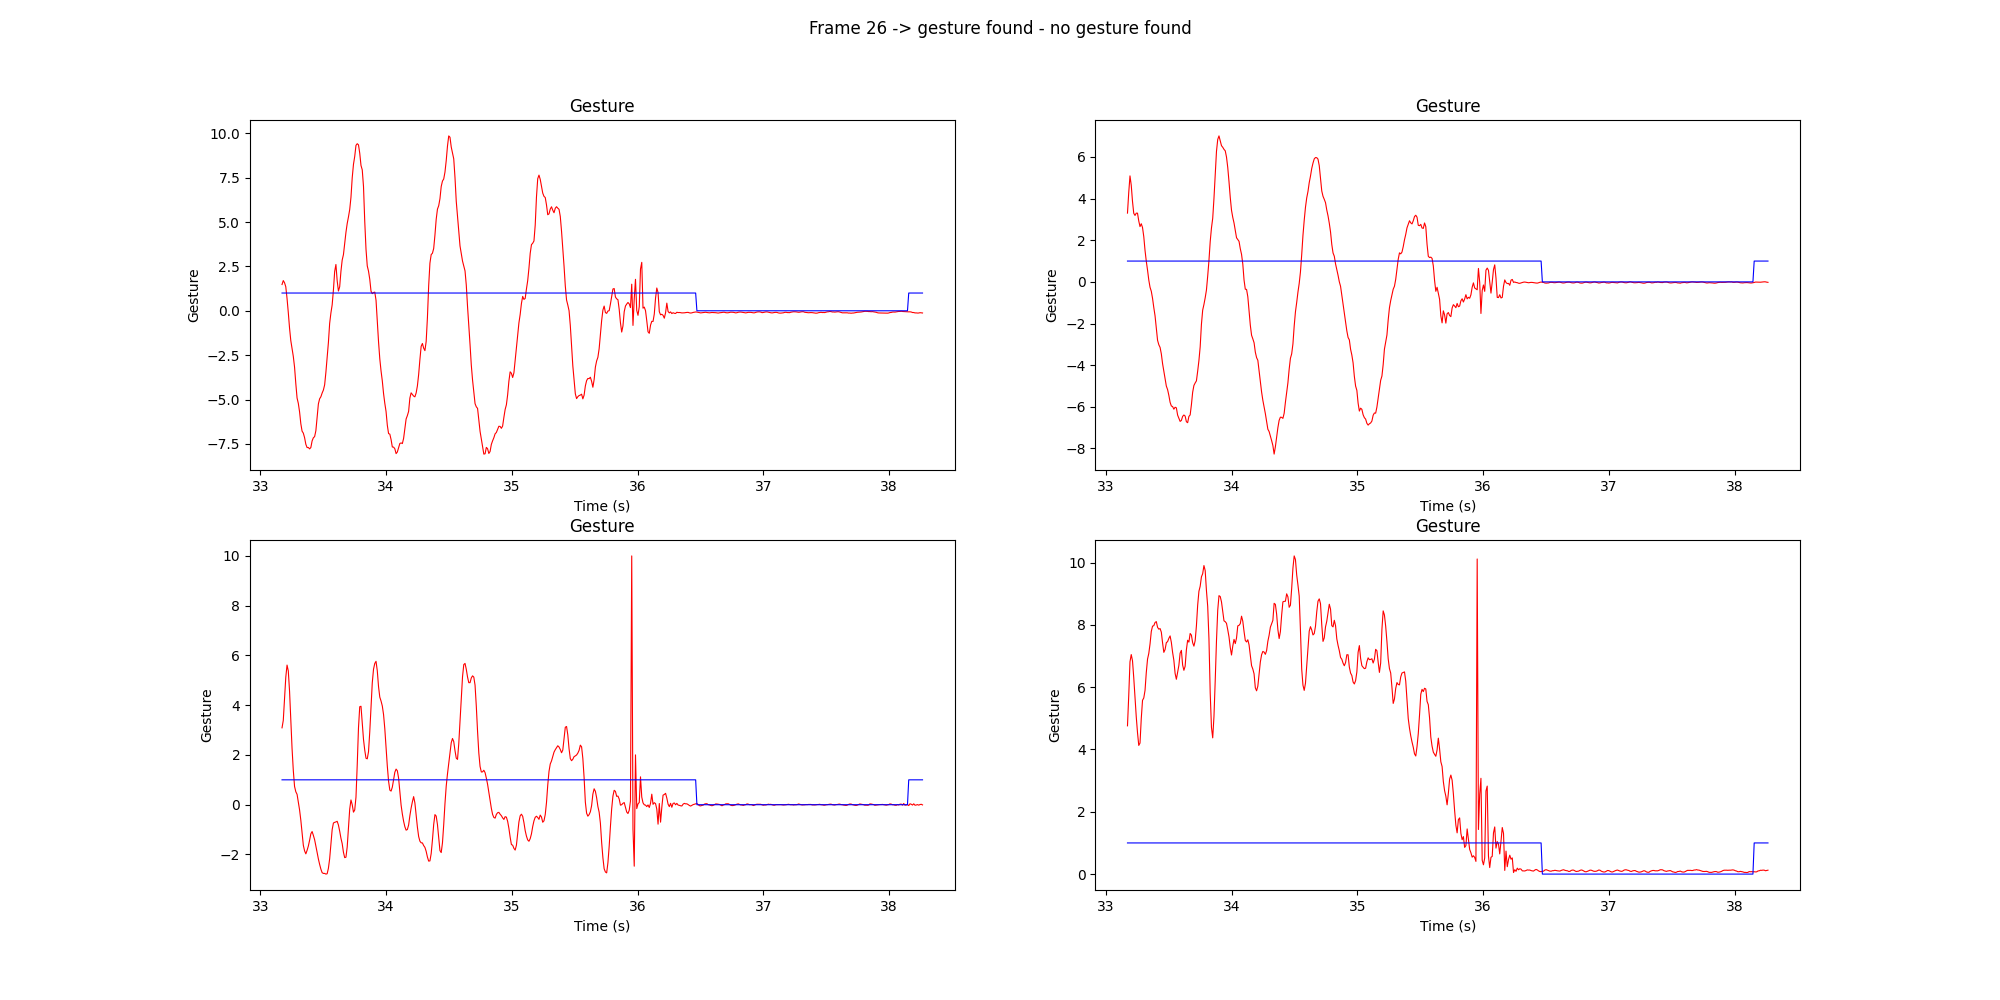 Frame 26 -> gesture found - no gesture found
Gesture
Gesture
10.0
7.5
5.0
2.5
0.0
−2.5
−5.0
−7.5
33 34 35 36 37 38
Time (s)
Gesture
Gesture
6
4
2
0
−2
−4
−6
−8
33 34 35 36 37 38
Time (s)
Gesture
Gesture
10
8
6
4
2
0
−2
33 34 35 36 37 38
Time (s)
Gesture
Gesture
10
8
6
4
2
0
33 34 35 36 37 38
Time (s)